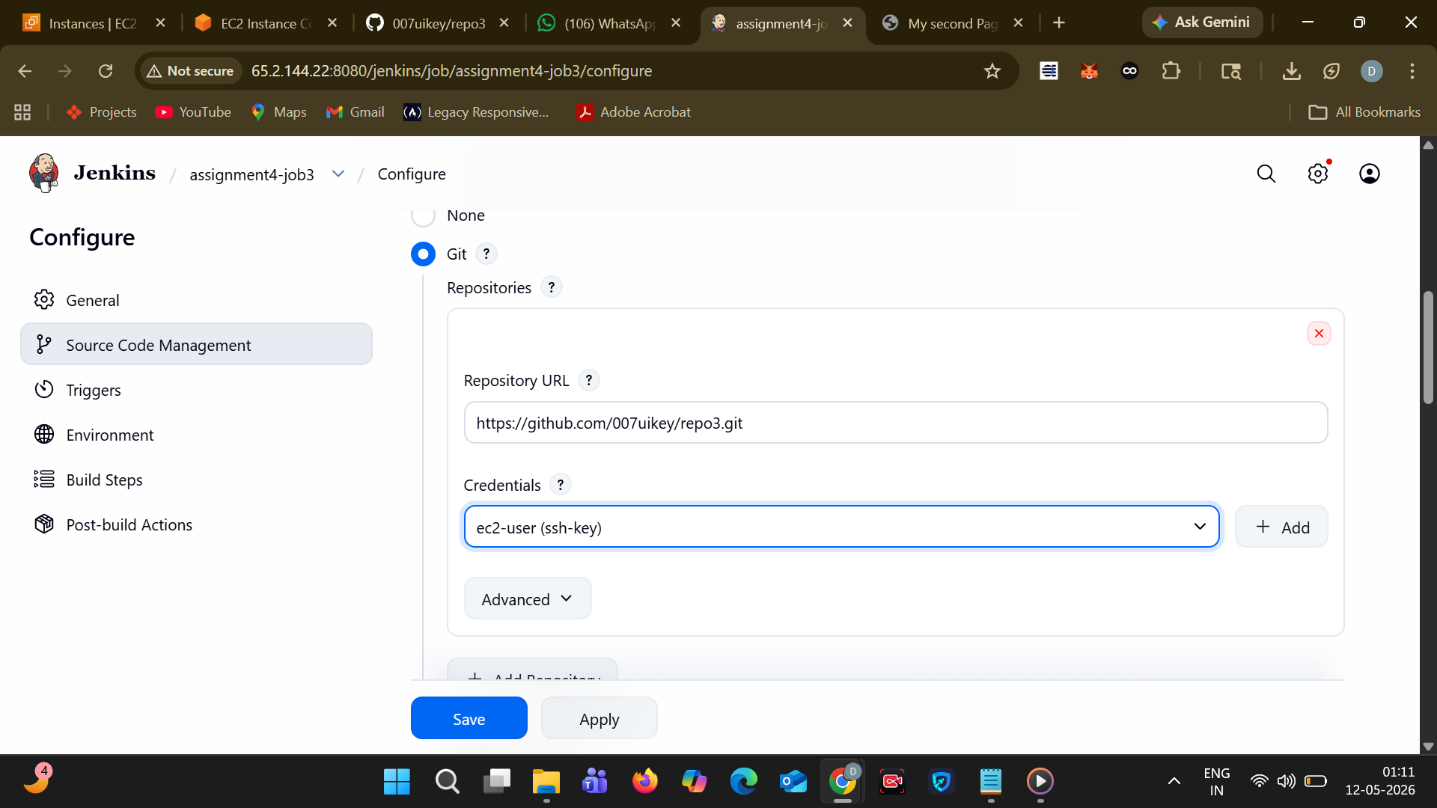 Instances | EC2
EC2 Instance Co
007uikey/repo3
(106) WhatsApp
assignment4-jo
My second Pag
Ask Gemini
Not secure
65.2.144.22:8080/jenkins/job/assignment4-job3/configure
D
Projects
YouTube
Maps
Gmail
Legacy Responsive...
Adobe Acrobat
All Bookmarks
Jenkins / assignment4-job3 / Configure
Configure
General
Source Code Management
Triggers
Environment
Build Steps
Post-build Actions
None
Git ?
Repositories ?
Repository URL ?
https://github.com/007uikey/repo3.git
Credentials ?
ec2-user (ssh-key)
+ Add
Advanced
+ Add Repository
Save
Apply
4
D
ENG
IN
01:11
12-05-2026